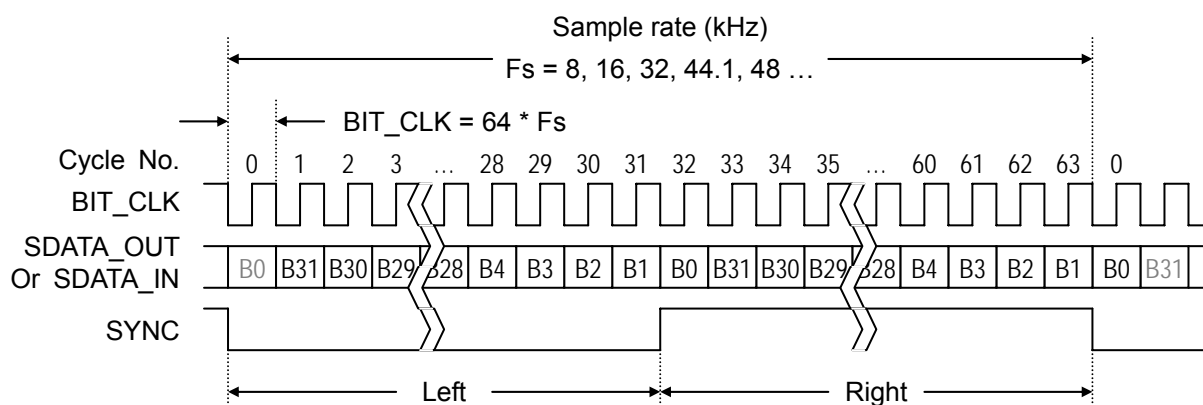 Sample rate (kHz)
Fs = 8, 16, 32, 44.1, 48 …
BIT_CLK = 64 * Fs
Cycle No. 0 1 2 3 … 28 29 30 31 32 33 34 35 … 60 61 62 63 0
BIT_CLK
SDATA_OUT
Or SDATA_IN
B0 B31 B30 B29 B28 B4 B3 B2 B1 B0 B31 B30 B29 B28 B4 B3 B2 B1 B0 B31
SYNC
Left Right